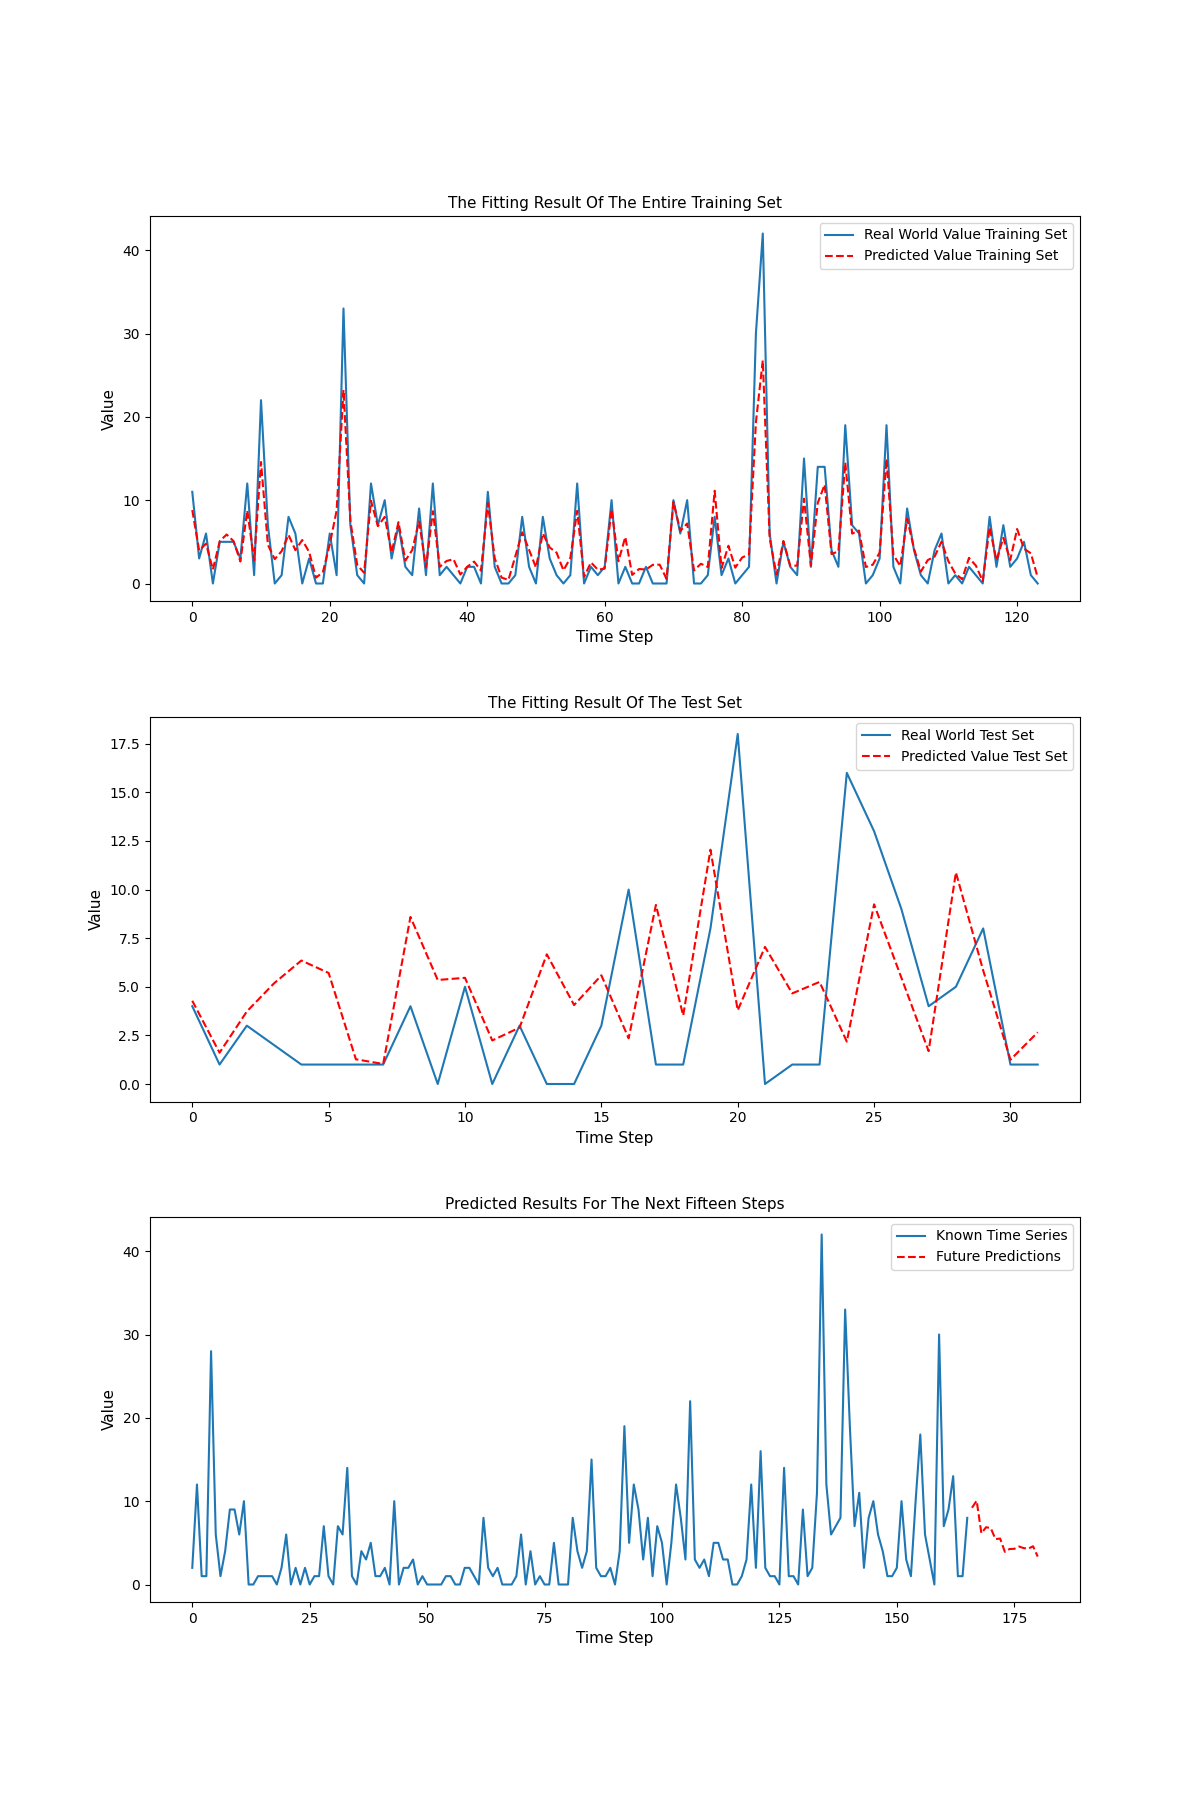 The Fitting Result Of The Entire Training Set
Real World Value Training Set
Predicted Value Training Set
Value
40
30
20
10
0
0 20 40 60 80 100 120
Time Step
The Fitting Result Of The Test Set
Real World Test Set
Predicted Value Test Set
Value
17.5
15.0
12.5
10.0
7.5
5.0
2.5
0.0
0 5 10 15 20 25 30
Time Step
Predicted Results For The Next Fifteen Steps
Known Time Series
Future Predictions
Value
40
30
20
10
0
0 25 50 75 100 125 150 175
Time Step